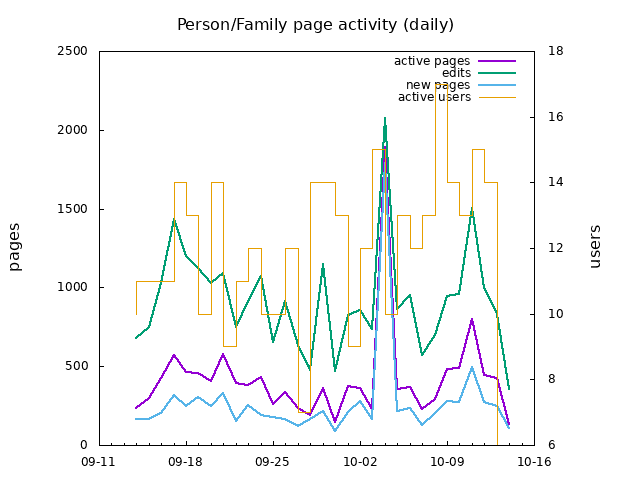 Person/Family page activity (daily)
2500
2000
1500
1000
500
0
18
16
14
12
10
8
6
active pages
edits
new pages
active users
pages
users
09-11
09-18
09-25
10-02
10-09
10-16